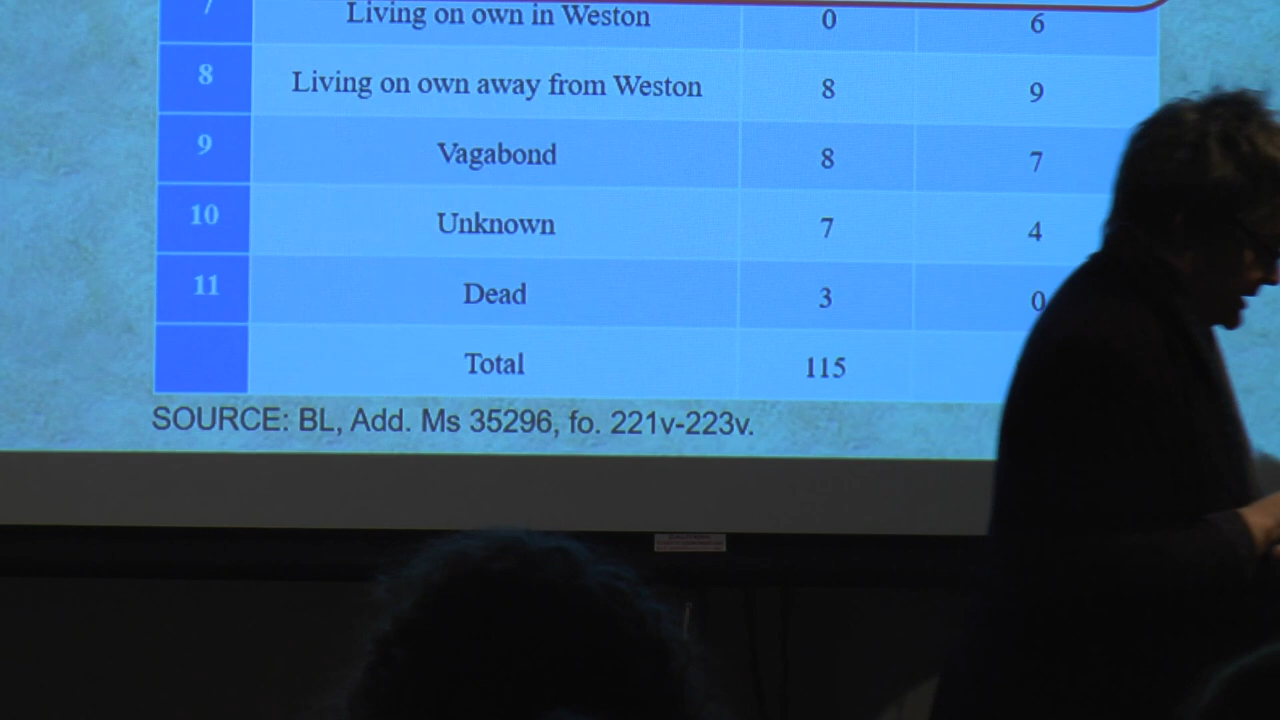 7 Living on own in Weston 0 6
8 Living on own away from Weston 8 9
9 Vagabond 8 7
10 Unknown 7 4
11 Dead 3 0
Total 115
SOURCE: BL, Add. Ms 35296, fo. 221v-223v.